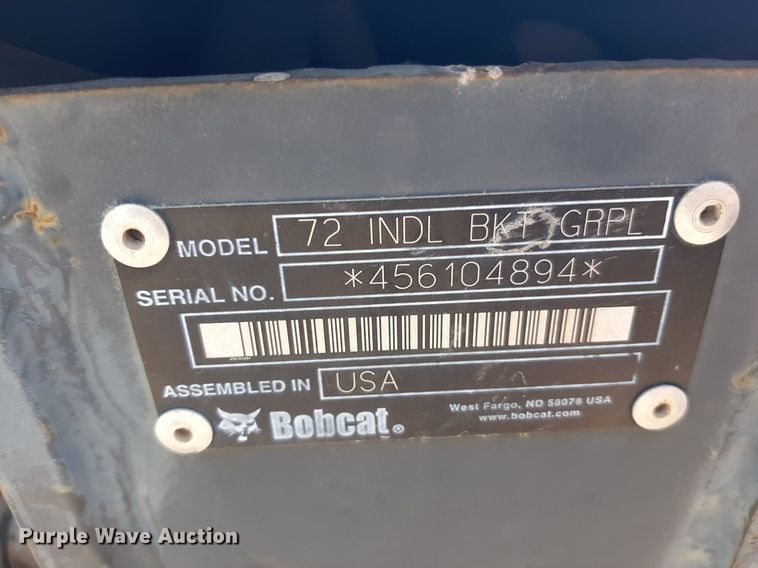 MODEL 72 INDL BKT GRPL
SERIAL NO. *456104894*
ASSEMBLED IN USA
Bobcat®
West Fargo, ND 58078 USA
www.bobcat.com
Purple Wave Auction